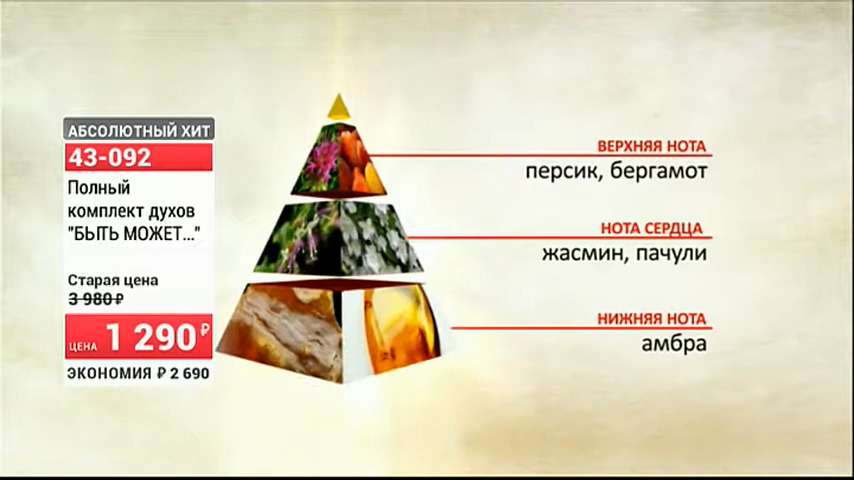 АБСОЛЮТНЫЙ ХИТ
43-092
Полный
комплект духов
"БЫТЬ МОЖЕТ..."
Старая цена
3 980 ₽
ЦЕНА 1 290 ₽
ЭКОНОМИЯ ₽ 2 690
ВЕРХНЯЯ НОТА
персик, бергамот
НОТА СЕРДЦА
жасмин, пачули
НИЖНЯЯ НОТА
амбра